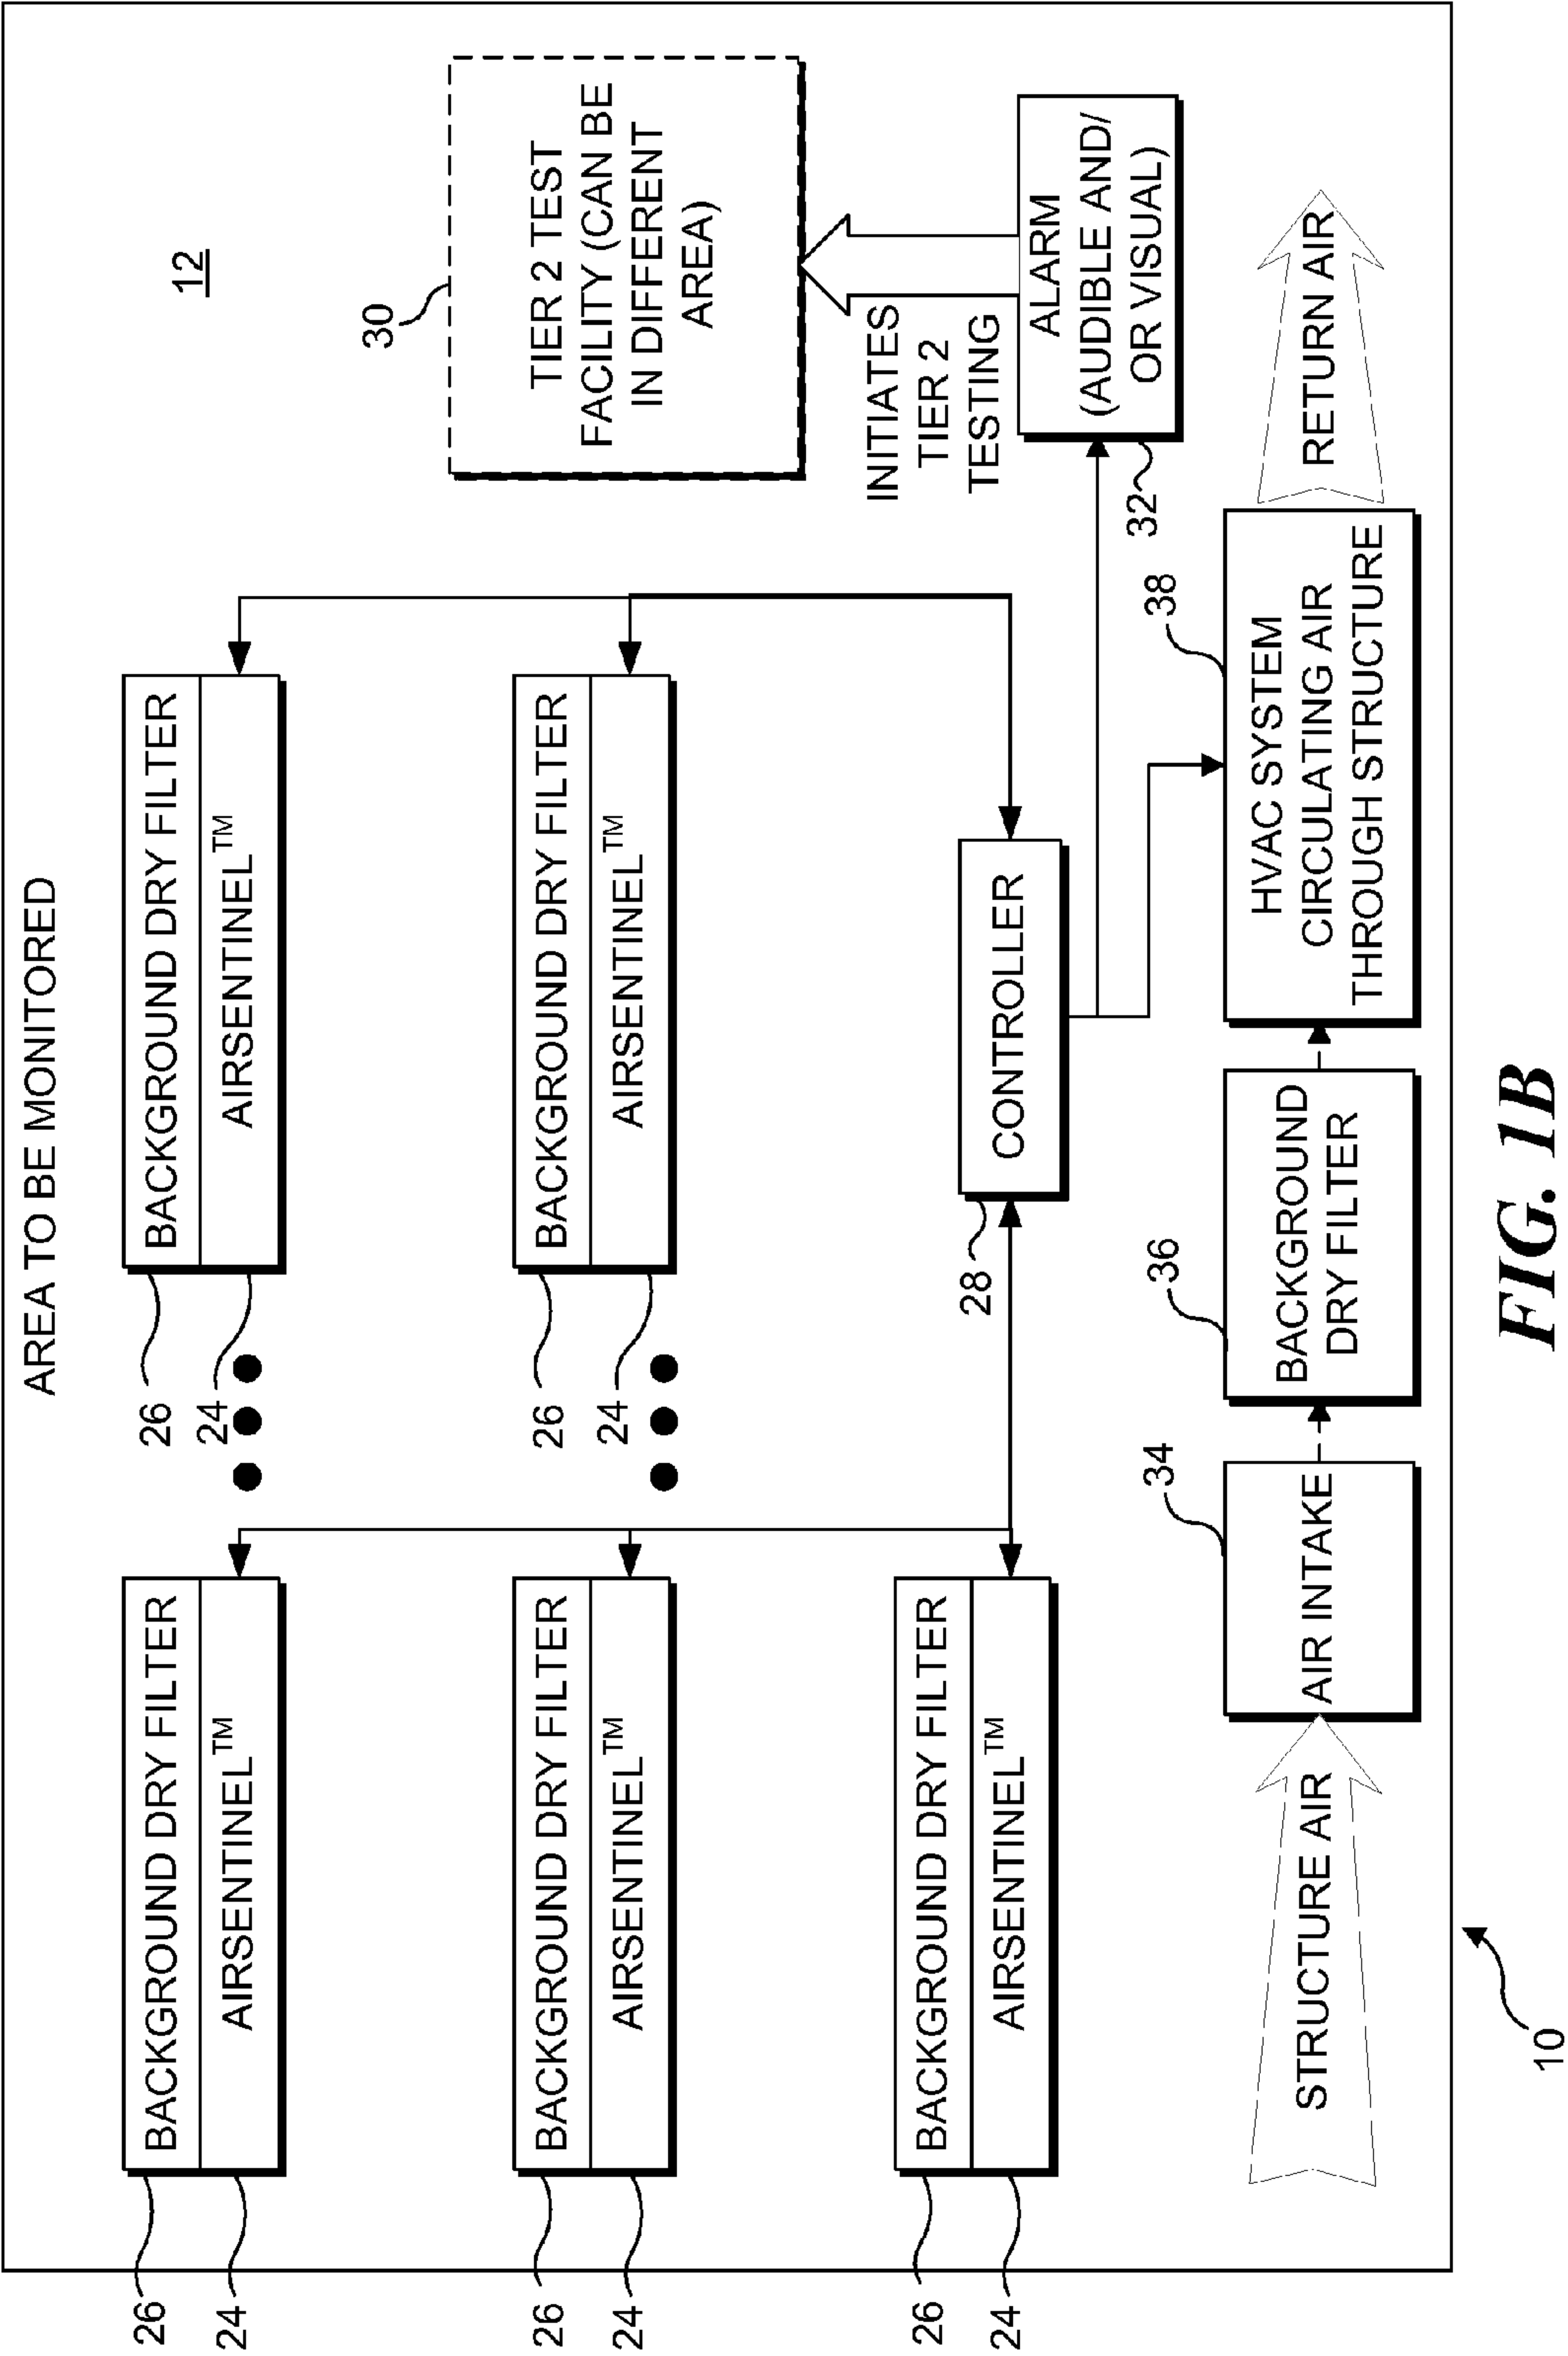 AREA TO BE MONITORED
12
26
BACKGROUND DRY FILTER
24
AIRSENTINEL™
26
BACKGROUND DRY FILTER
24
AIRSENTINEL™
30
TIER 2 TEST
FACILITY (CAN BE
IN DIFFERENT
AREA)
26
BACKGROUND DRY FILTER
24
AIRSENTINEL™
26
BACKGROUND DRY FILTER
24
AIRSENTINEL™
INITIATES
TIER 2
TESTING
26
BACKGROUND DRY FILTER
24
AIRSENTINEL™
28
CONTROLLER
32
ALARM
(AUDIBLE AND/
OR VISUAL)
STRUCTURE AIR
34
AIR INTAKE
36
BACKGROUND
DRY FILTER
38
HVAC SYSTEM
CIRCULATING AIR
THROUGH STRUCTURE
RETURN AIR
10
FIG. 1B